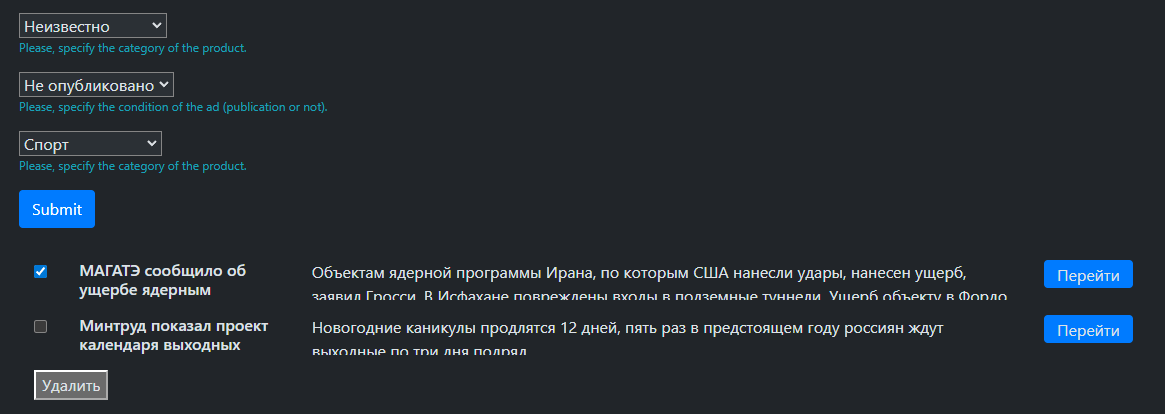 Неизвестно
Please, specify the category of the product.
Не опубликовано
Please, specify the condition of the ad (publication or not).
Спорт
Please, specify the category of the product.
Submit
МАГАТЭ сообщило об
ущербе ядерным
Объектам ядерной программы Ирана, по которым США нанесли удары, нанесен ущерб,
заявил Гросси. В Исфахане повреждены входы в подземные туннели. Ущерб объекту в Фордо
Перейти
Минтруд показал проект
календаря выходных
Новогодние каникулы продлятся 12 дней, пять раз в предстоящем году россиян ждут
выходные по три дня подряд
Перейти
Удалить